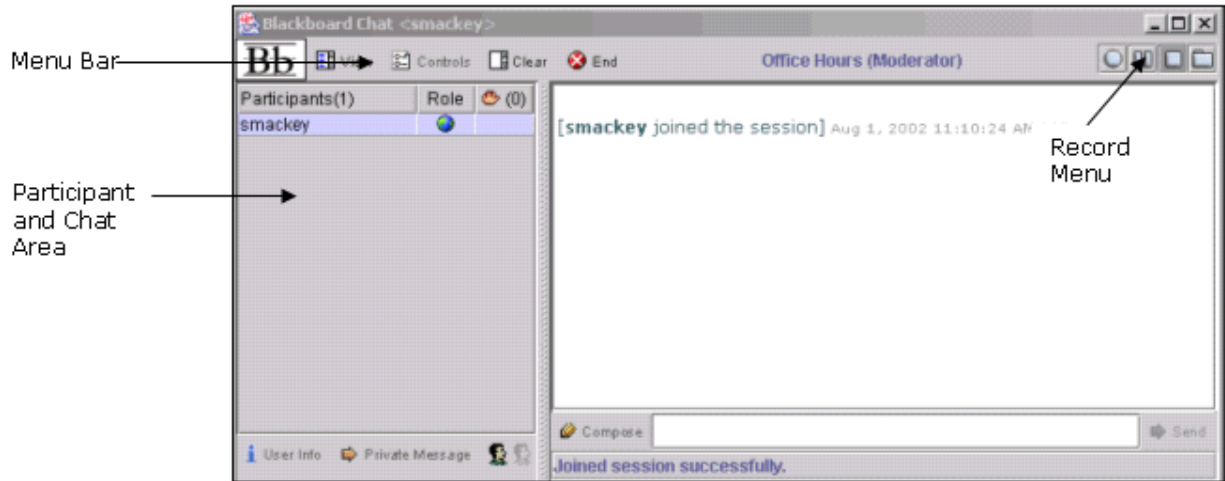 Blackboard Chat <smackey>
Menu Bar
Bb Controls Clear End Office Hours (Moderator)
Participants(1) Role (0)
smackey
[smackey joined the session] Aug 1, 2002 11:10:24 AM
Record
Menu
Participant
and Chat
Area
Compose Send
User Info Private Message
Joined session successfully.